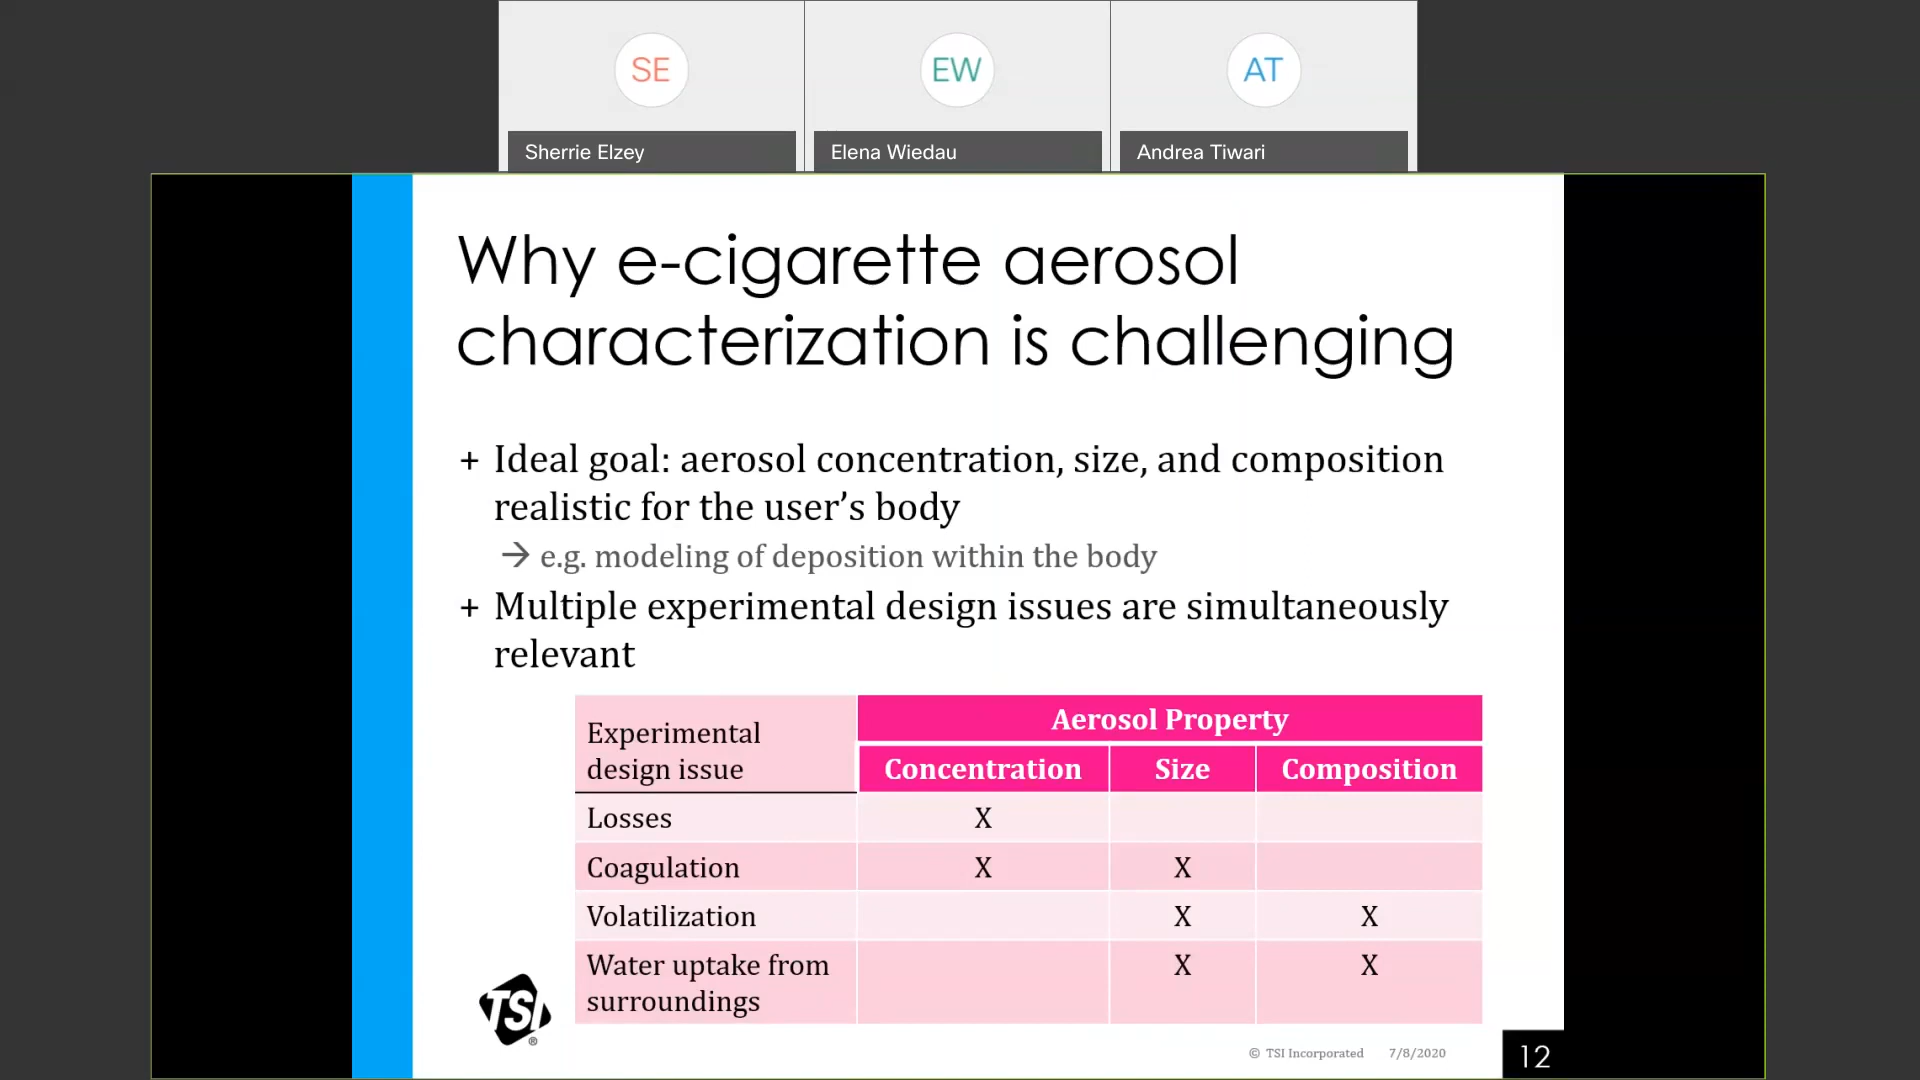 SE
EW
AT
Sherrie Elzey
Elena Wiedau
Andrea Tiwari
Why e-cigarette aerosol
characterization is challenging
+ Ideal goal: aerosol concentration, size, and composition
realistic for the user’s body
→ e.g. modeling of deposition within the body
+ Multiple experimental design issues are simultaneously
relevant
Experimental
design issue
Aerosol Property
Concentration Size Composition
Losses X
Coagulation X X
Volatilization X X
Water uptake from X X
surroundings
TSI ®
© TSI Incorporated 7/8/2020
12